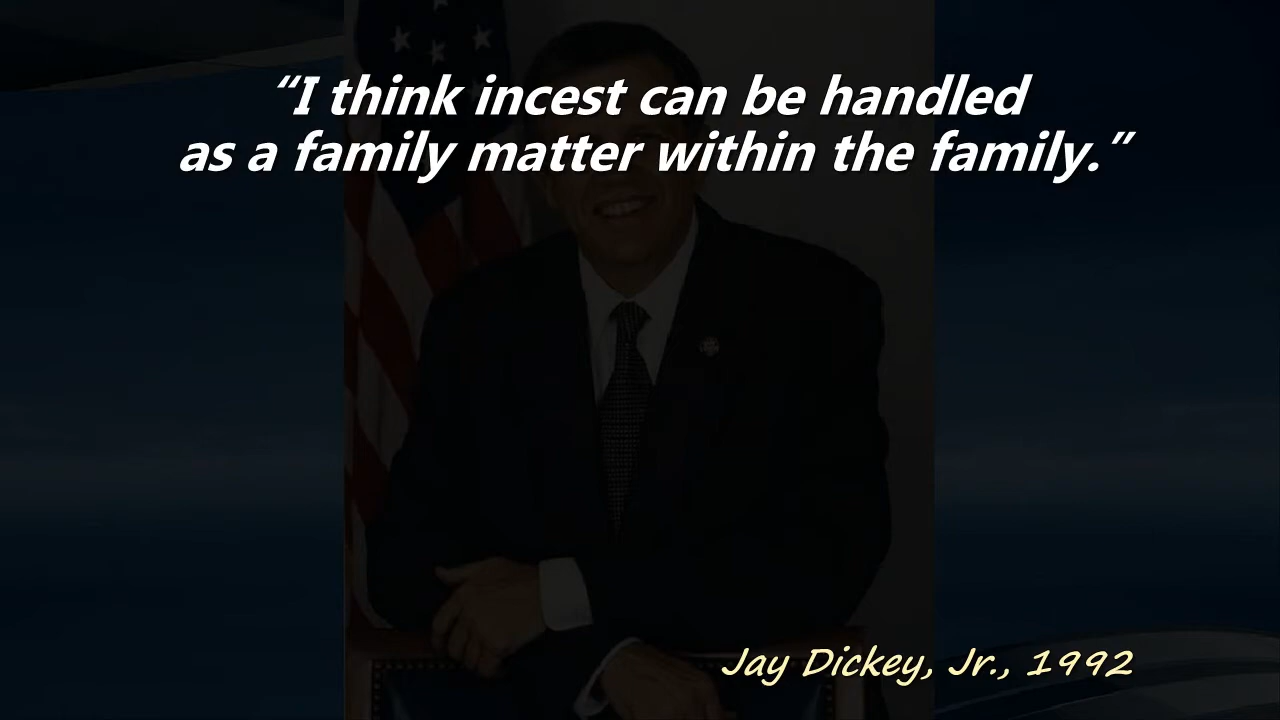 “I think incest can be handled
as a family matter within the family.”
Jay Dickey, Jr., 1992